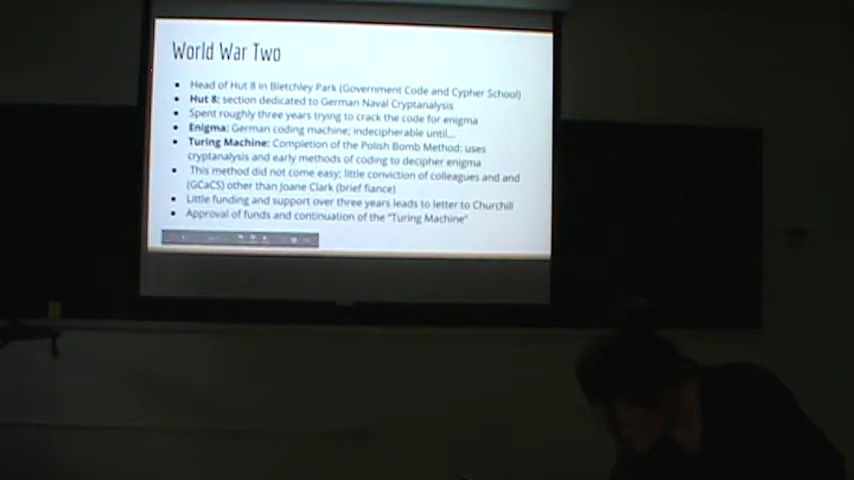 World War Two
Head of Hut 8 in Bletchley Park (Government Code and Cypher School)
Hut 8: section dedicated to German Naval Cryptanalysis
Spent roughly three years trying to crack the code for enigma
Enigma: German coding machine; indecipherable until...
Turing Machine: Completion of the Polish Bomb Method: uses
cryptanalysis and early methods of coding to decipher enigma
This method did not come easy; little conviction of colleagues and and
(GCaCS) other than Joane Clark (brief fiance)
Little funding and support over three years leads to letter to Churchill
Approval of funds and continuation of the "Turing Machine"